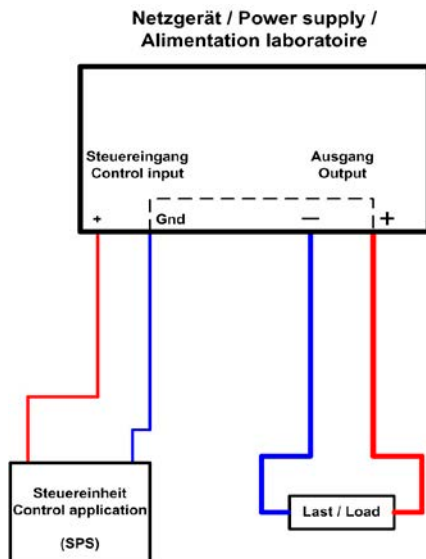 Netzgerät / Power supply /
Alimentation laboratoire
Steuereingang
Control input
Ausgang
Output
+
Gnd
—
+
Steuereinheit
Control application
(SPS)
Last / Load